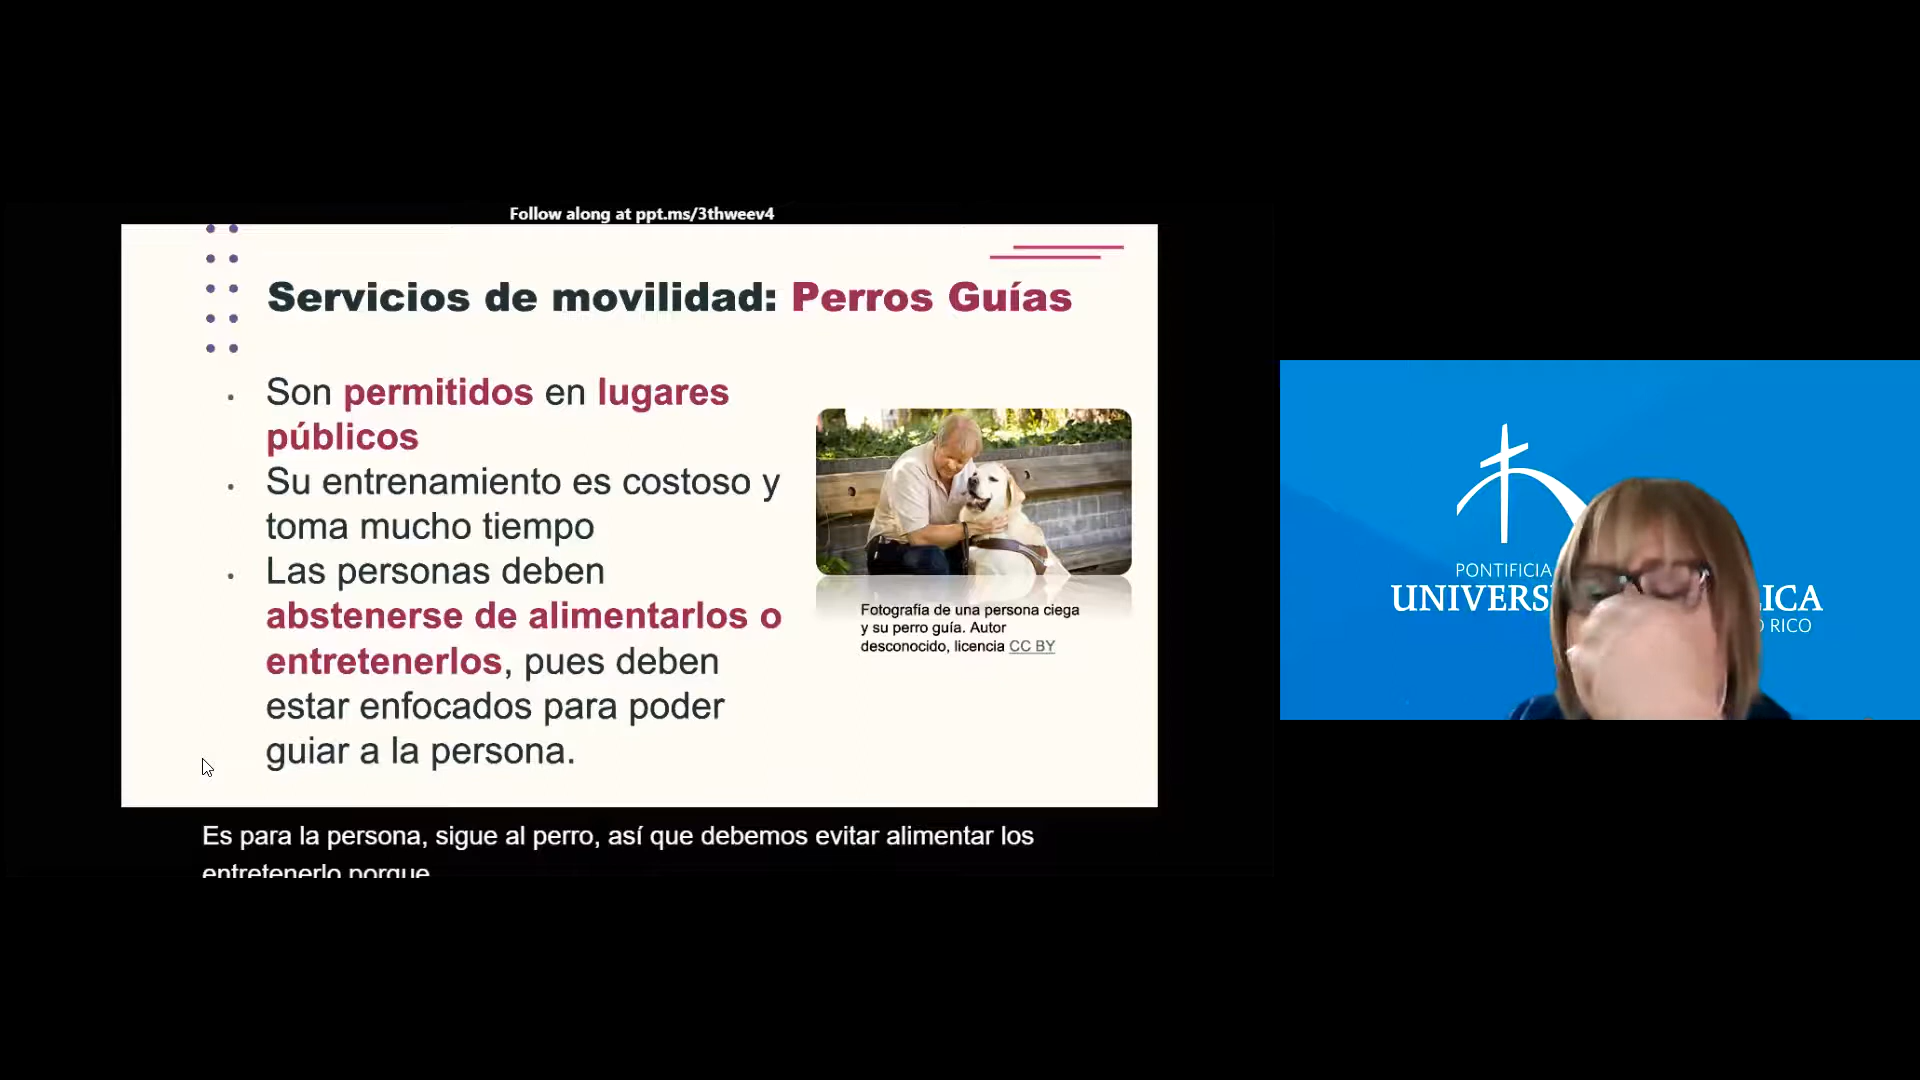 Follow along at ppt.ms/3thweev4
Servicios de movilidad: Perros Guías
Son permitidos en lugares
públicos
Su entrenamiento es costoso y
toma mucho tiempo
Las personas deben
abstenerse de alimentarlos o
entretenerlos, pues deben
estar enfocados para poder
guiar a la persona.
Fotografía de una persona ciega
y su perro guía. Autor
desconocido, licencia CC BY
Es para la persona, sigue al perro, así que debemos evitar alimentar los
entretenerlo porque
PONTIFICIA
UNIVERS LICA
O RICO